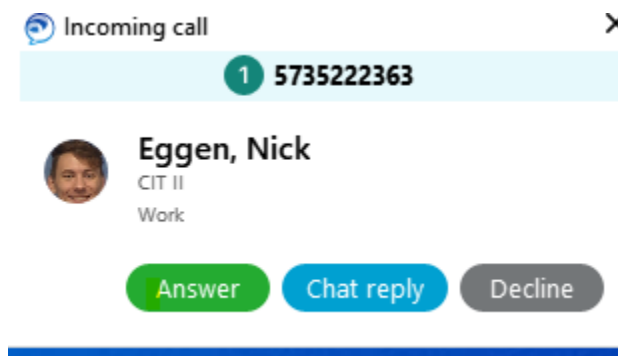 Incoming call
1 5735222363
Eggen, Nick
CIT II
Work
Answer Chat reply Decline